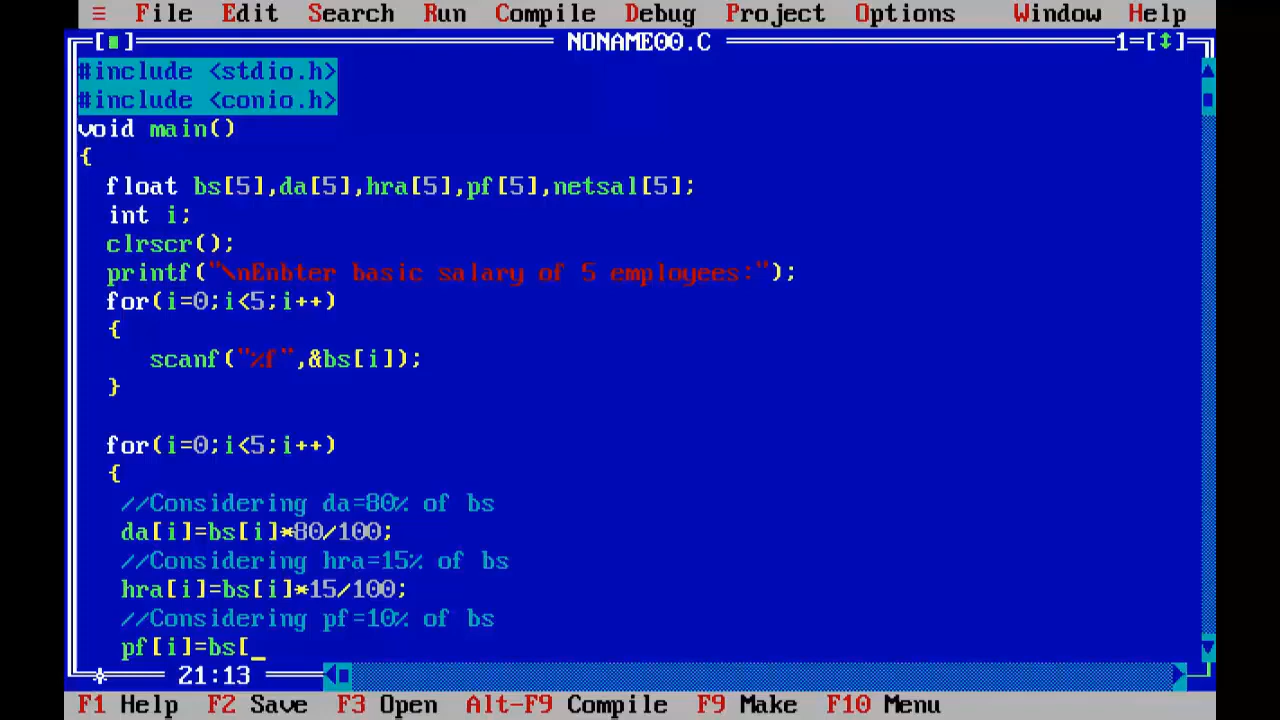 ≡ File Edit Search Run Compile Debug Project Options Window Help
[■] NONAME00.C 1=[↕]
#include <stdio.h>
#include <conio.h>
void main()
{
float bs[5],da[5],hra[5],pf[5],netsal[5];
int i;
clrscr();
printf("\nEnbter basic salary of 5 employees:");
for(i=0;i<5;i++)
{
scanf("%f",&bs[i]);
}
for(i=0;i<5;i++)
{
//Considering da=80% of bs
da[i]=bs[i]*80/100;
//Considering hra=15% of bs
hra[i]=bs[i]*15/100;
//Considering pf=10% of bs
pf[i]=bs[_
21:13
F1 Help F2 Save F3 Open Alt-F9 Compile F9 Make F10 Menu